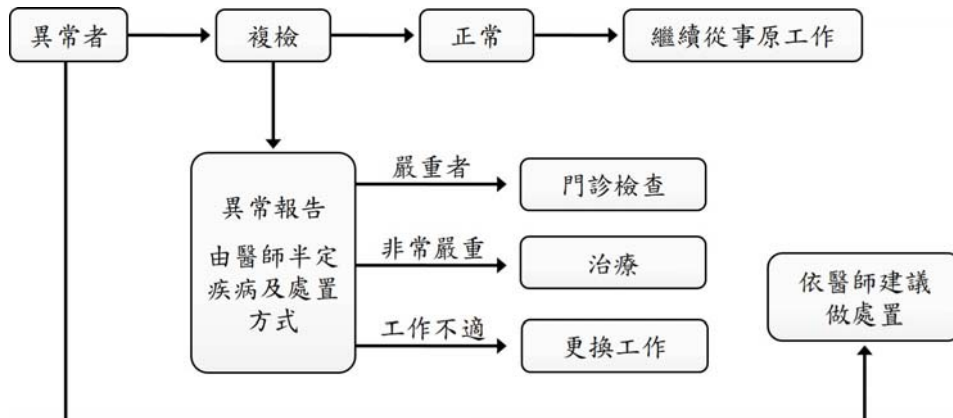 異常者
複檢
正常
繼續從事原工作
異常報告
由醫師半定
疾病及處置
方式
嚴重者
門診檢查
非常嚴重
治療
工作不適
更換工作
依醫師建議
做處置